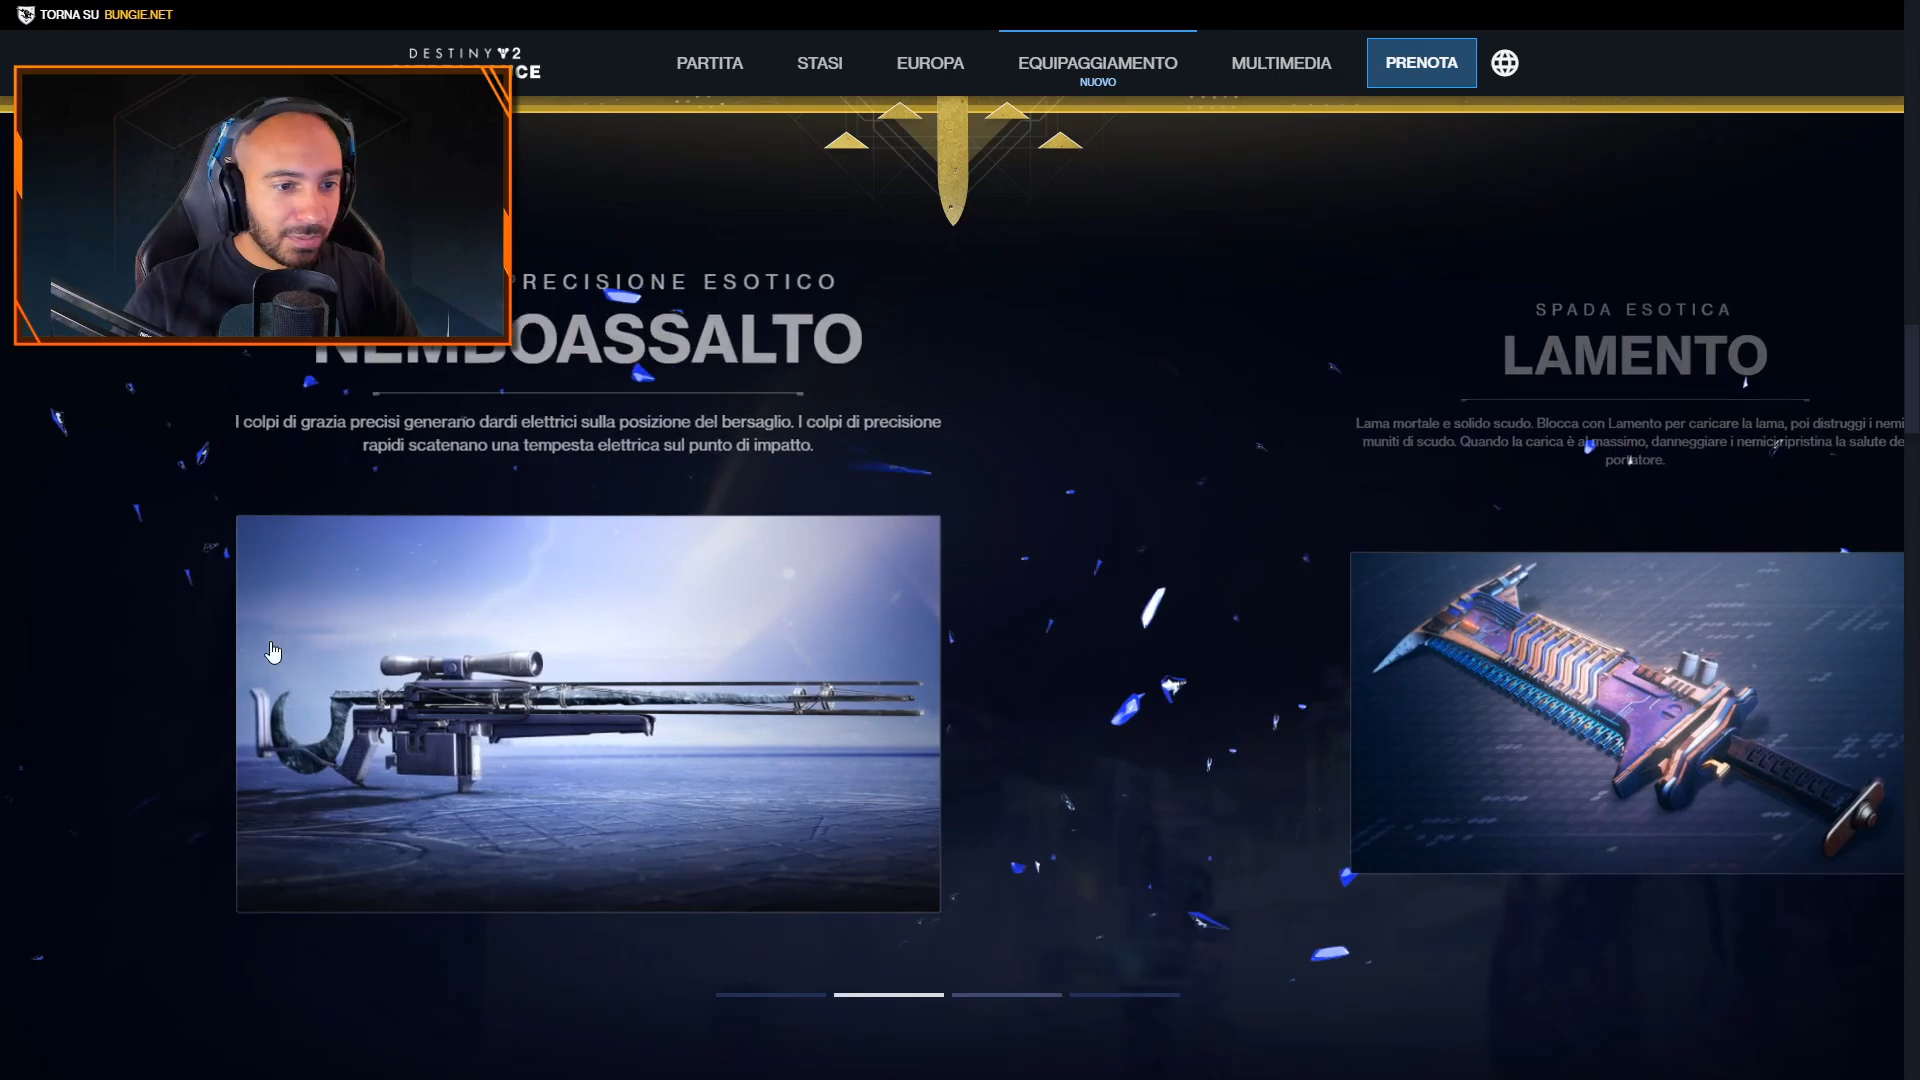 TORNA SU BUNGIE.NET
DESTINY 2
CE
PARTITA
STASI
EUROPA
EQUIPAGGIAMENTO
NUOVO
MULTIMEDIA
PRENOTA
RECISIONE ESOTICO
NEMBOASSALTO
I colpi di grazia precisi generano dardi elettrici sulla posizione del bersaglio. I colpi di precisione
rapidi scatenano una tempesta elettrica sul punto di impatto.
SPADA ESOTICA
LAMENTO
Lama mortale e solido scudo. Blocca con Lamento per caricare la lama, poi distruggi i nemi
muniti di scudo. Quando la carica è al massimo, danneggiare i nemici ripristina la salute de
portatore.